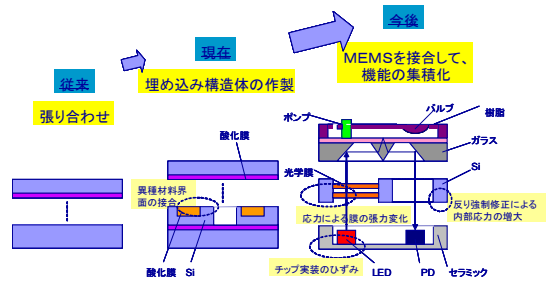 従来
張り合わせ
現在
埋め込み構造体の作製
今後
MEMSを接合して、
機能の集積化
酸化膜
異種材料界
面の接合
酸化膜 Si
ポンプ
バルブ
樹脂
ガラス
光学膜
Si
応力による膜の張力変化
反り強制修正による
内部応力の増大
チップ実装のひずみ
LED
PD
セラミック